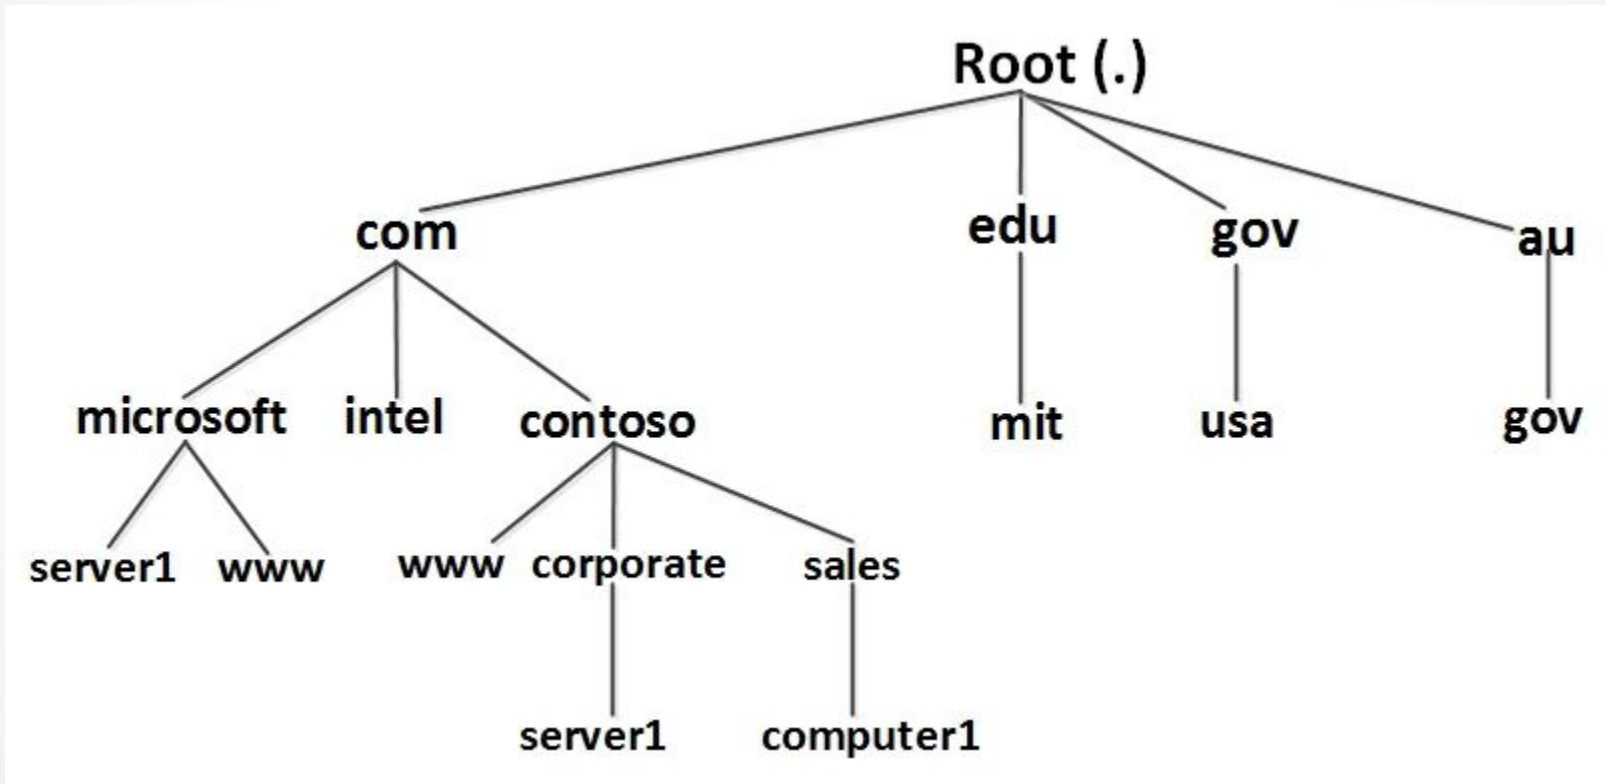 Root (.)
com edu gov au
microsoft intel contoso mit usa gov
server1 www www corporate sales
server1 computer1